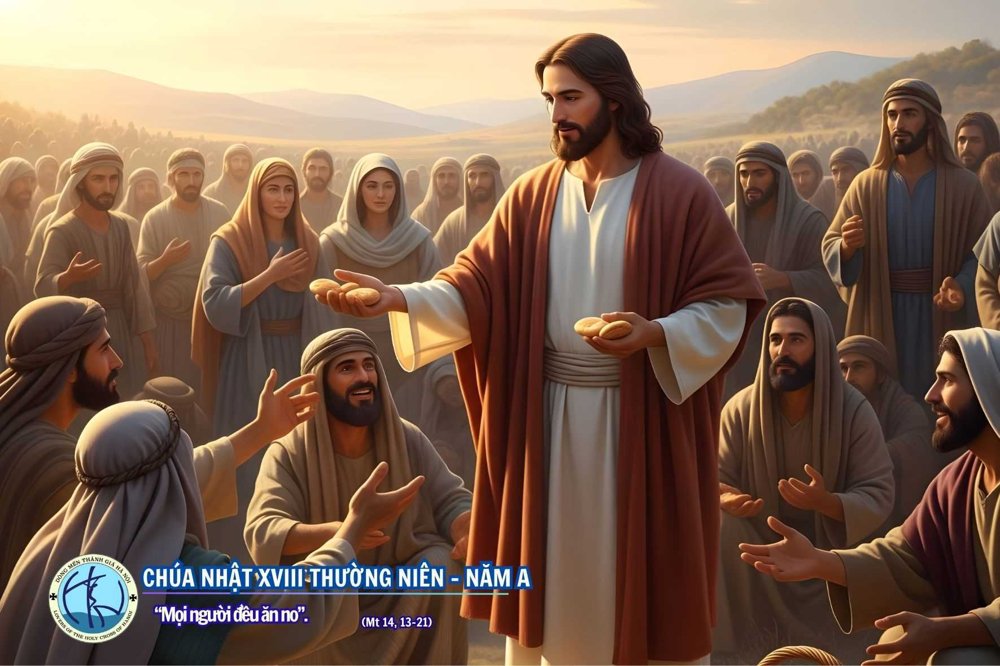 DÒNG MẾN THÁNH GIÁ HÀ NỘI
LOVERS OF THE HOLY CROSS OF HANOI
CHÚA NHẬT XVIII THƯỜNG NIÊN - NĂM A
“Mọi người đều ăn no”.
(Mt 14, 13-21)